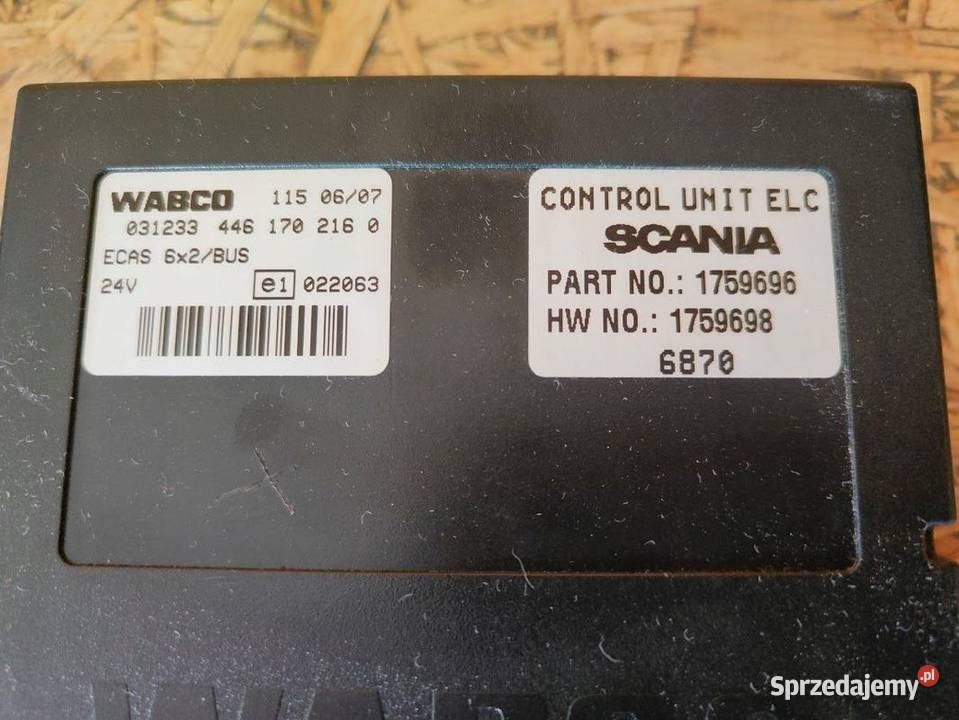 WABCO 115 06/07
031233 446 170 216 0
ECAS 6x2/BUS
24V e1 022063
CONTROL UNIT ELC
SCANIA
PART NO.: 1759696
HW NO.: 1759698
6870
WABCO
Sprzedajemy.pl